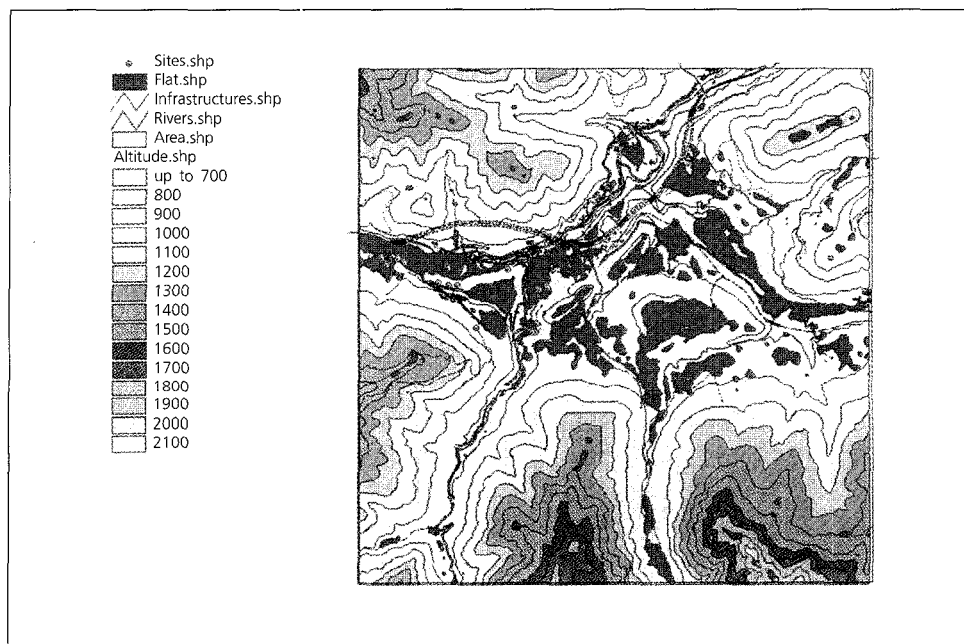 Sites.shp
Flat.shp
Infrastructures.shp
Rivers.shp
Area.shp
Altitude.shp
up to 700
800
900
1000
1100
1200
1300
1400
1500
1600
1700
1800
1900
2000
2100